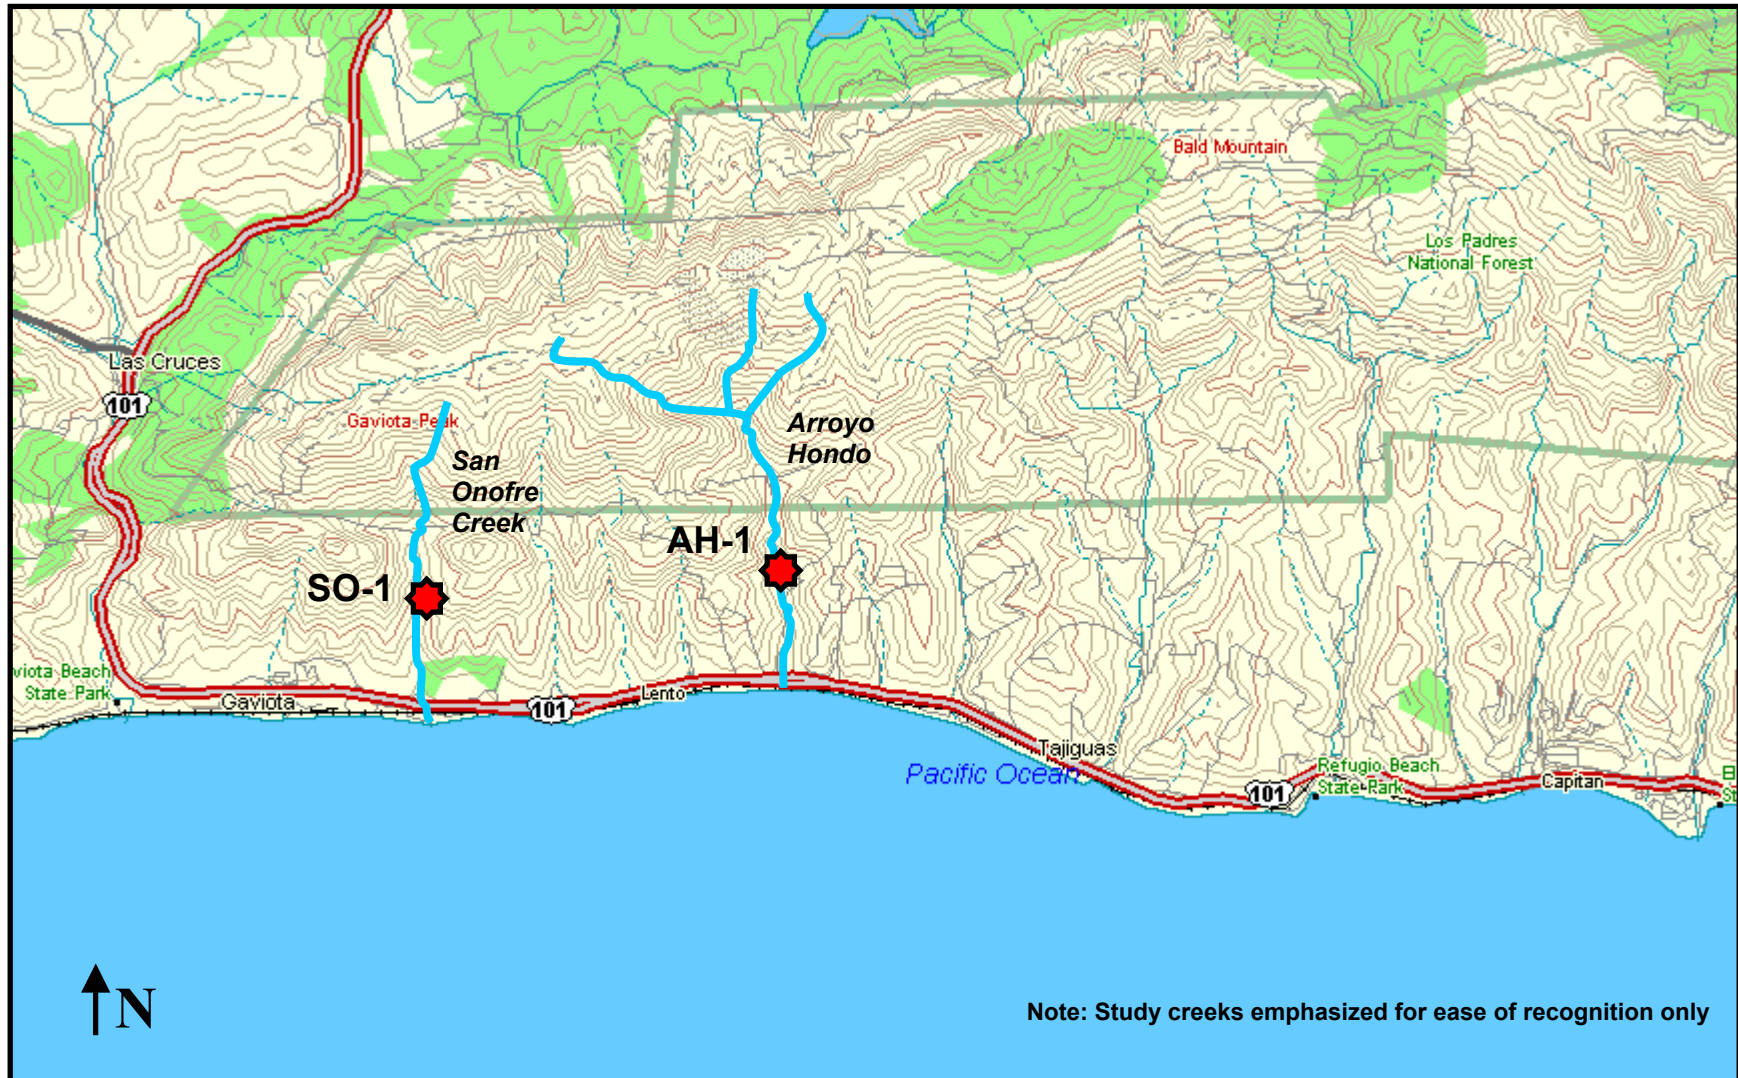 Bald Mountain
Los Padres
National Forest
Las Cruces
101
Gaviota Peak
Arroyo
Hondo
San
Onofre
Creek
AH-1
SO-1
viota Beach
State Park
Gaviota
101
Lento
Tajiguas
Pacific Ocean
Refugio Beach
State Park
101
Capitan
E
St
N
Note: Study creeks emphasized for ease of recognition only